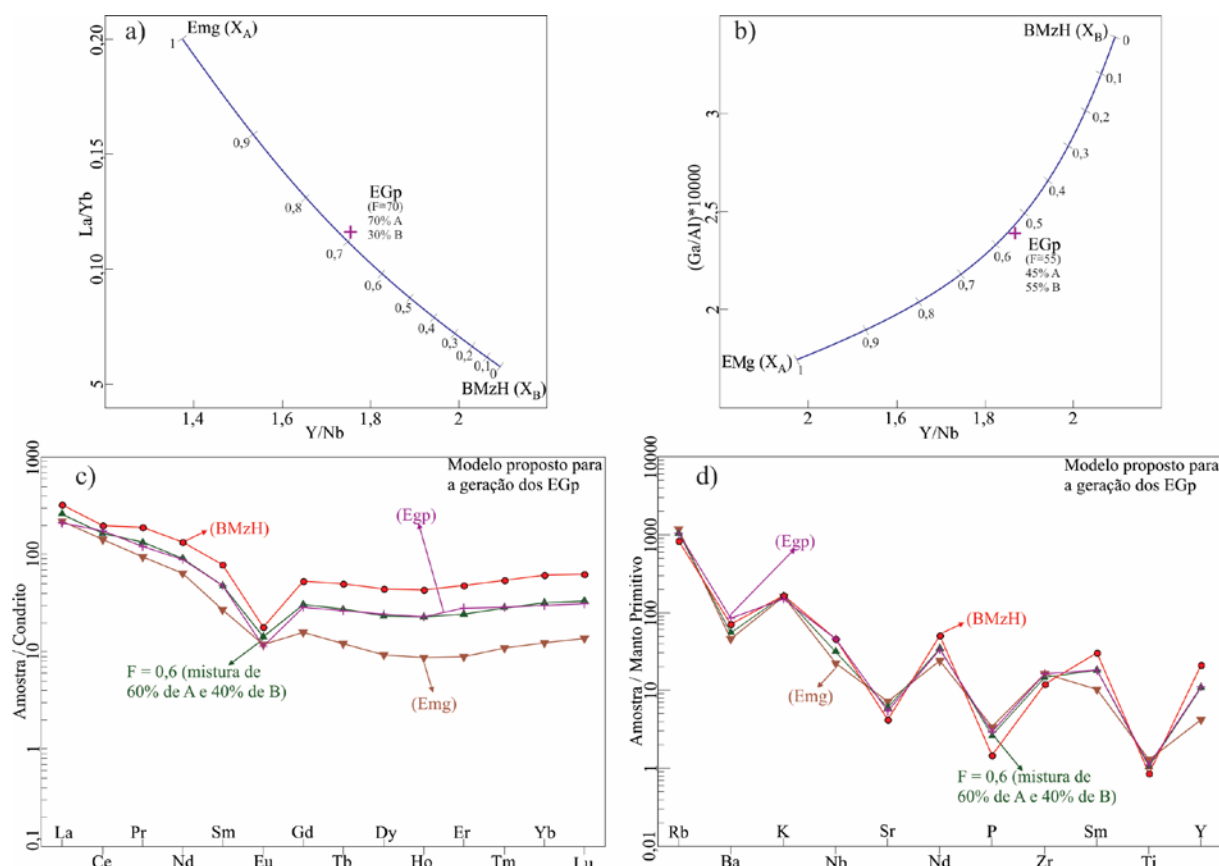 a)
Emg (X_A)
1
0,9
0,8
0,7
0,6
0,5
0,4
0,3
0,2
0,1
0
BMzH (X_B)
EGp
(F≅70)
70% A
30% B
La/Yb
0,20
0,15
0,10
5
1,4
1,6
1,8
2
Y/Nb
b)
BMzH (X_B)
0
0,1
0,2
0,3
0,4
0,5
0,6
0,7
0,8
0,9
1
EMg (X_A)
EGp
(F≅55)
45% A
55% B
(Ga/Al)*10000
3
2,5
2
2
1,6
1,8
2
Y/Nb
c)
Modelo proposto para
a geração dos EGp
(BMzH)
(Egp)
F = 0,6 (mistura de
60% de A e 40% de B)
(Emg)
Amostra / Condrito
1000
100
10
1
0,1
La
Pr
Sm
Gd
Dy
Er
Yb
Ce
Nd
Eu
Tb
Ho
Tm
Lu
d)
Modelo proposto para
a geração dos EGp
(Egp)
(BMzH)
(Emg)
F = 0,6 (mistura de
60% de A e 40% de B)
Amostra / Manto Primitivo
10000
10000
100
10
1
0,01
Rb
K
Sr
P
Sm
Y
Ba
Nb
Nd
Zr
Ti